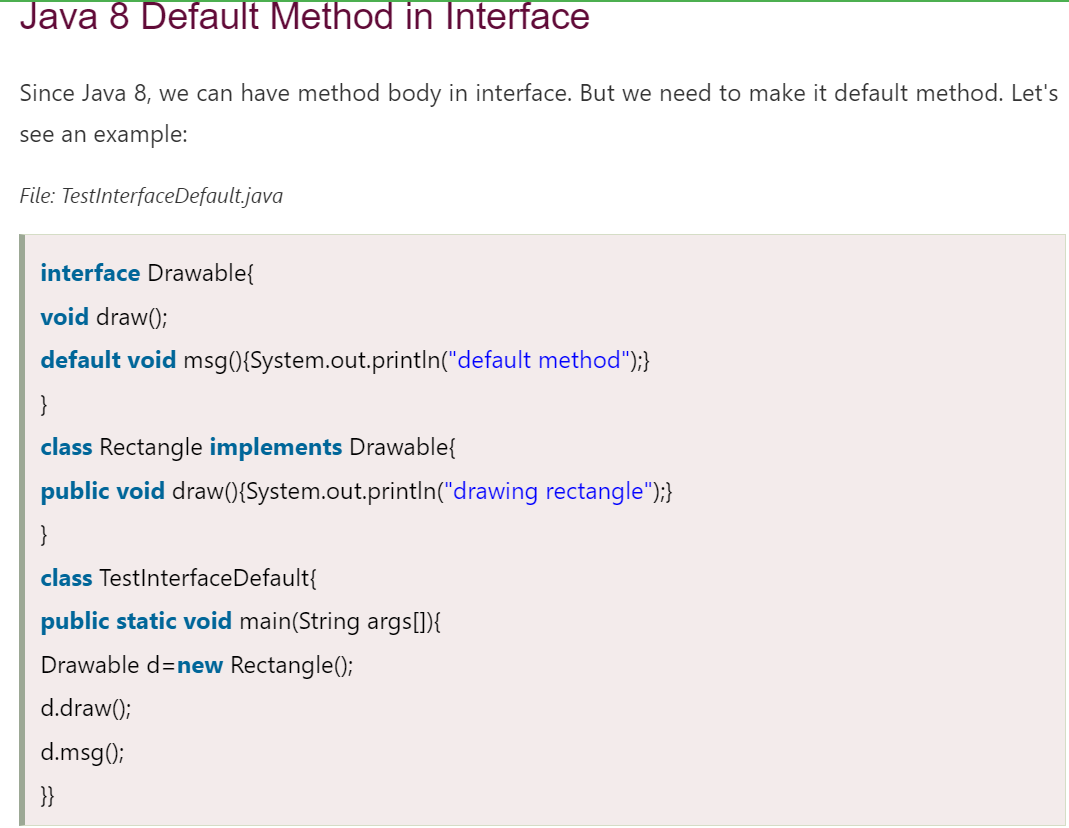 Java 8 Default Method in Interface
Since Java 8, we can have method body in interface. But we need to make it default method. Let's
see an example:
File: TestInterfaceDefault.java
interface Drawable{
void draw();
default void msg(){System.out.println("default method");}
}
class Rectangle implements Drawable{
public void draw(){System.out.println("drawing rectangle");}
}
class TestInterfaceDefault{
public static void main(String args[]){
Drawable d=new Rectangle();
d.draw();
d.msg();
}}